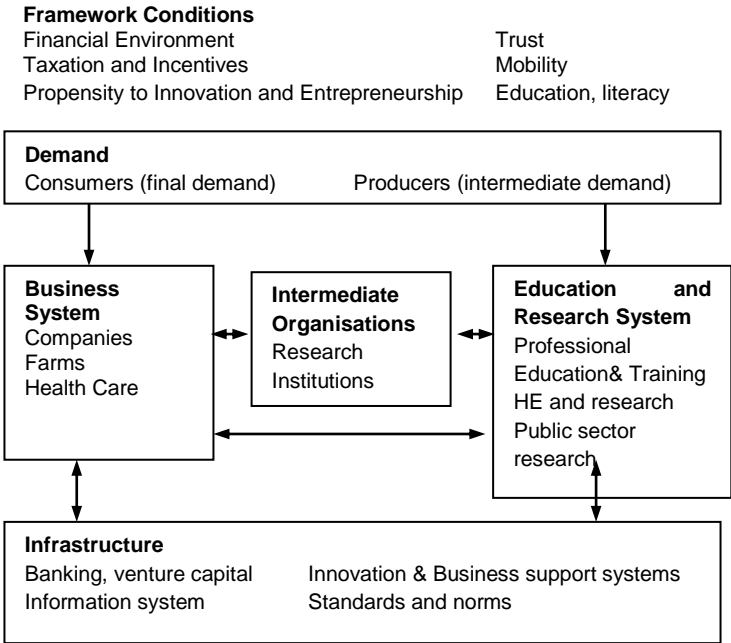 Framework Conditions
Financial Environment Trust
Taxation and Incentives Mobility
Propensity to Innovation and Entrepreneurship Education, literacy
Demand
Consumers (final demand) Producers (intermediate demand)
Business
System
Companies
Farms
Health Care
Intermediate
Organisations
Research
Institutions
Education and
Research System
Professional
Education& Training
HE and research
Public sector
research
Infrastructure
Banking, venture capital Innovation & Business support systems
Information system Standards and norms